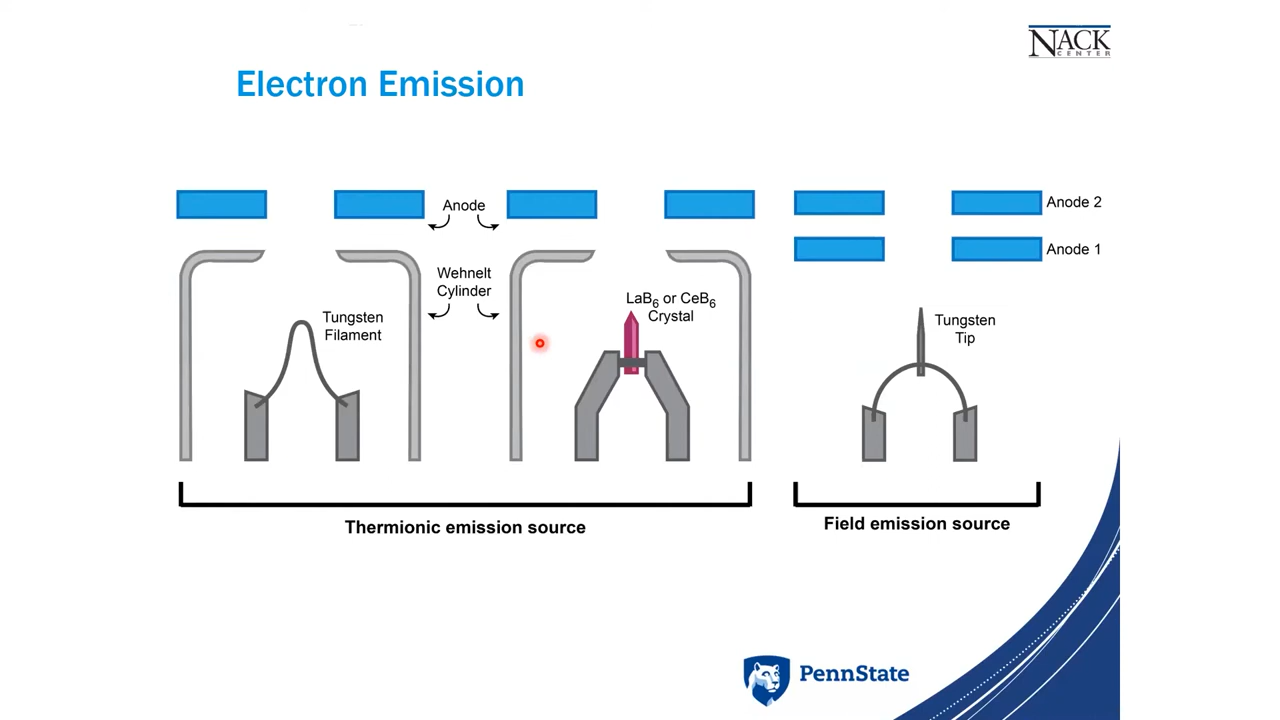 NACK
CENTER
Electron Emission
Anode
Anode 2
Anode 1
Wehnelt
Cylinder
Tungsten
Filament
LaB6 or CeB6
Crystal
Tungsten
Tip
Thermionic emission source
Field emission source
PennState